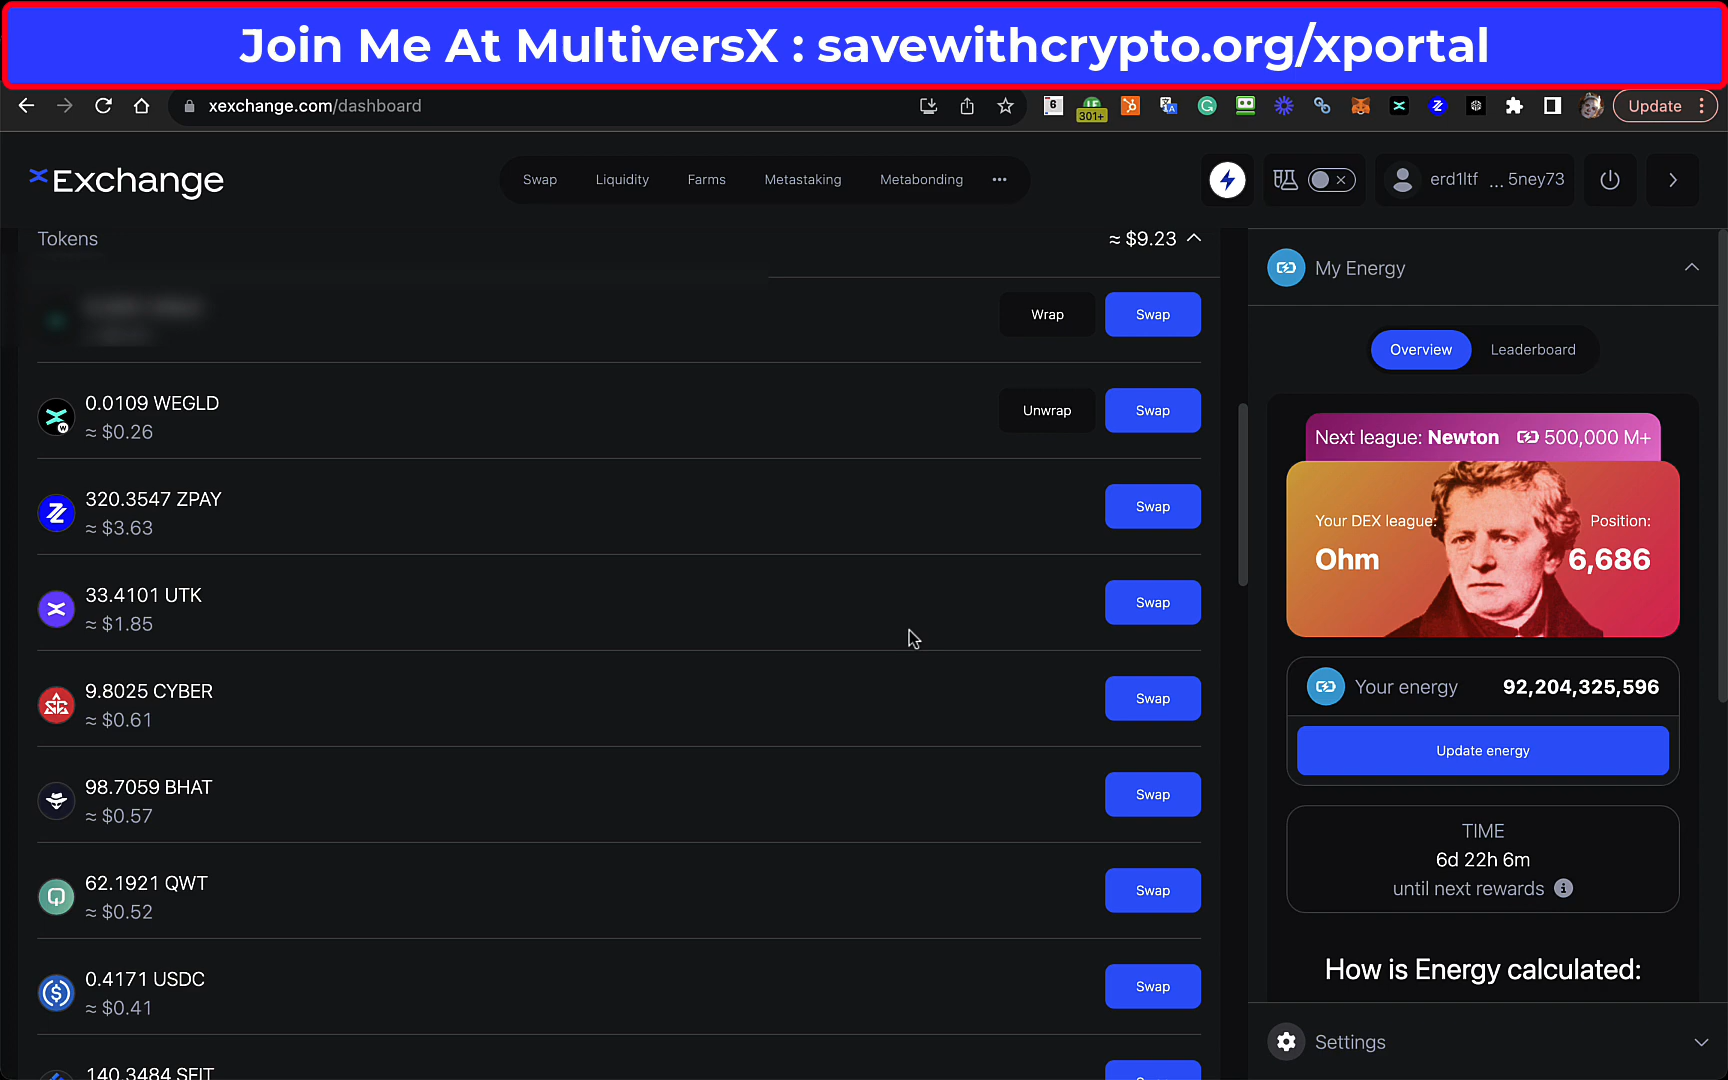 Join Me At MultiversX : savewithcrypto.org/xportal
xexchange.com/dashboard
6
301+
Update
Exchange
Swap
Liquidity
Farms
Metastaking
Metabonding
erd1ltf ... 5ney73
Tokens
≈ $9.23
Wrap
Swap
0.0109 WEGLD
≈ $0.26
Unwrap
Swap
320.3547 ZPAY
≈ $3.63
Swap
33.4101 UTK
≈ $1.85
Swap
9.8025 CYBER
≈ $0.61
Swap
98.7059 BHAT
≈ $0.57
Swap
62.1921 QWT
≈ $0.52
Swap
0.4171 USDC
≈ $0.41
Swap
My Energy
Overview
Leaderboard
Next league: Newton
500,000 M+
Your DEX league:
Position:
Ohm
6,686
Your energy
92,204,325,596
Update energy
TIME
6d 22h 6m
until next rewards
How is Energy calculated:
Settings